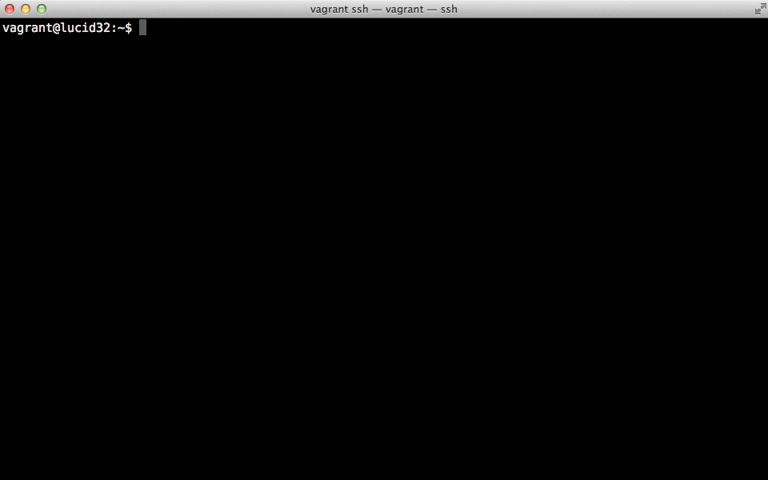 vagrant ssh — vagrant — ssh
vagrant@lucid32:~$